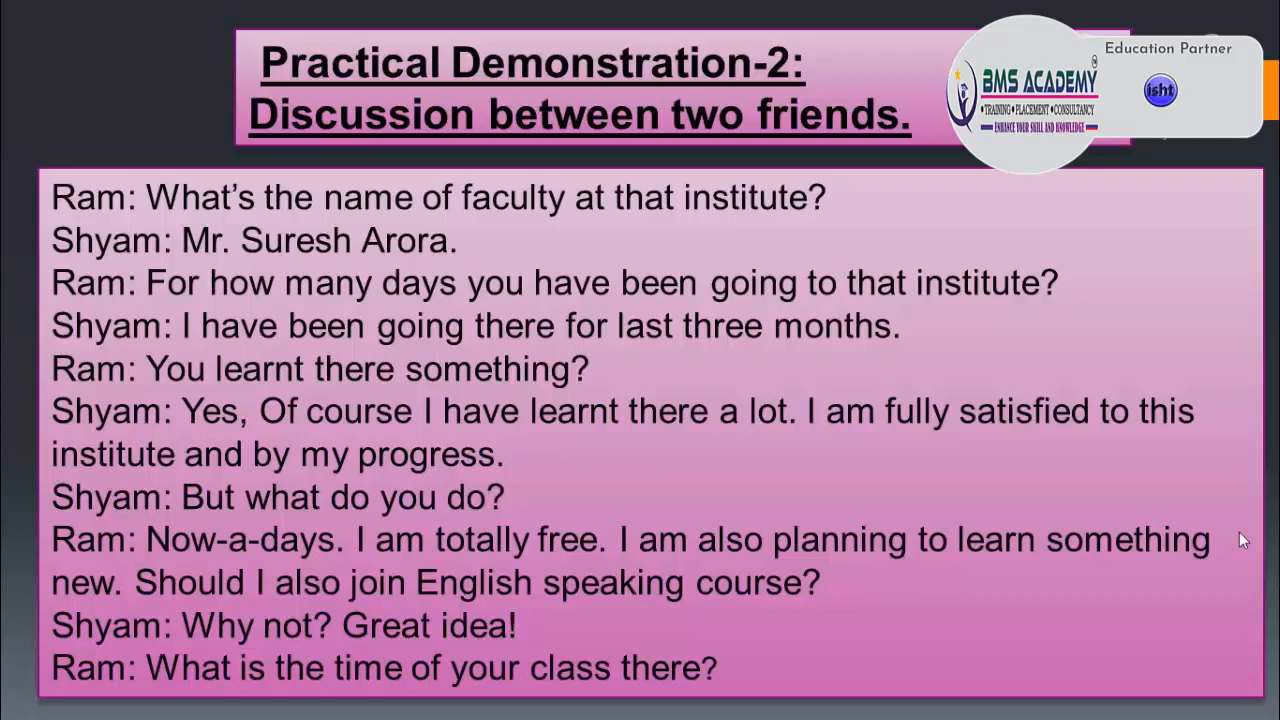 Practical Demonstration-2:
Discussion between two friends.
Education Partner
BMS ACADEMY
•TRAINING •PLACEMENT •CONSULTANCY
ENHANCE YOUR SKILL AND KNOWLEDGE
isht
Ram: What’s the name of faculty at that institute?
Shyam: Mr. Suresh Arora.
Ram: For how many days you have been going to that institute?
Shyam: I have been going there for last three months.
Ram: You learnt there something?
Shyam: Yes, Of course I have learnt there a lot. I am fully satisfied to this
institute and by my progress.
Shyam: But what do you do?
Ram: Now-a-days. I am totally free. I am also planning to learn something
new. Should I also join English speaking course?
Shyam: Why not? Great idea!
Ram: What is the time of your class there?